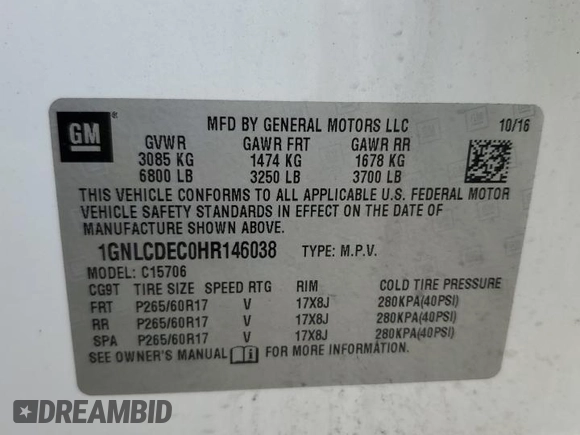 GM ®
MFD BY GENERAL MOTORS LLC 10/16
GVWR GAWR FRT GAWR RR
3085 KG 1474 KG 1678 KG
6800 LB 3250 LB 3700 LB
THIS VEHICLE CONFORMS TO ALL APPLICABLE U.S. FEDERAL MOTOR
VEHICLE SAFETY STANDARDS IN EFFECT ON THE DATE OF
MANUFACTURE SHOWN ABOVE.
1GNLCDEC0HR146038 TYPE: M.P.V.
MODEL: C15706
CG9T TIRE SIZE SPEED RTG RIM COLD TIRE PRESSURE
FRT P265/60R17 V 17X8J 280KPA(40PSI)
RR P265/60R17 V 17X8J 280KPA(40PSI)
SPA P265/60R17 V 17X8J 280KPA(40PSI)
SEE OWNER'S MANUAL FOR MORE INFORMATION.
DREAMBID